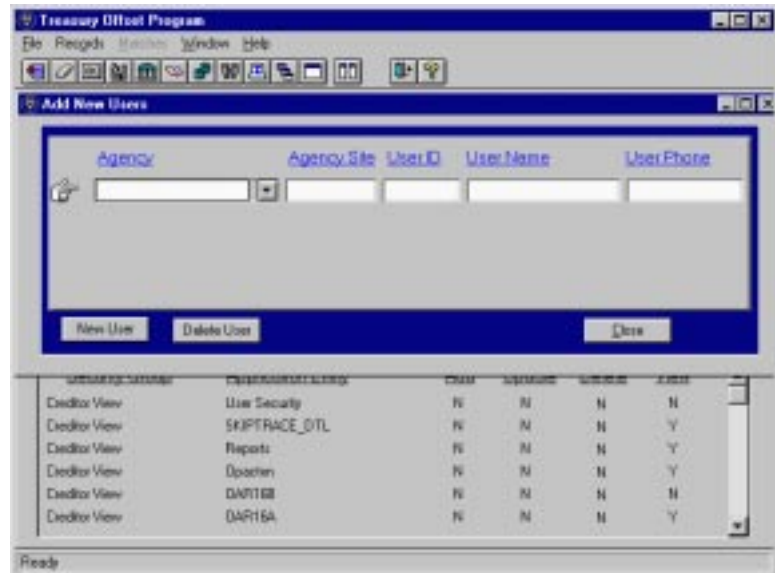 Treasury Offset Program
File Records Matches Window Help
Add New Users
Agency Agency Site User ID User Name User Phone
New User Delete User Close
Creditor View User Security N N N N
Creditor View SKIPTRACE_DTL N N N Y
Creditor View Reports N N N Y
Creditor View N N N Y
Creditor View DAR16B N N N N
Creditor View DAR16A N N N Y
Ready